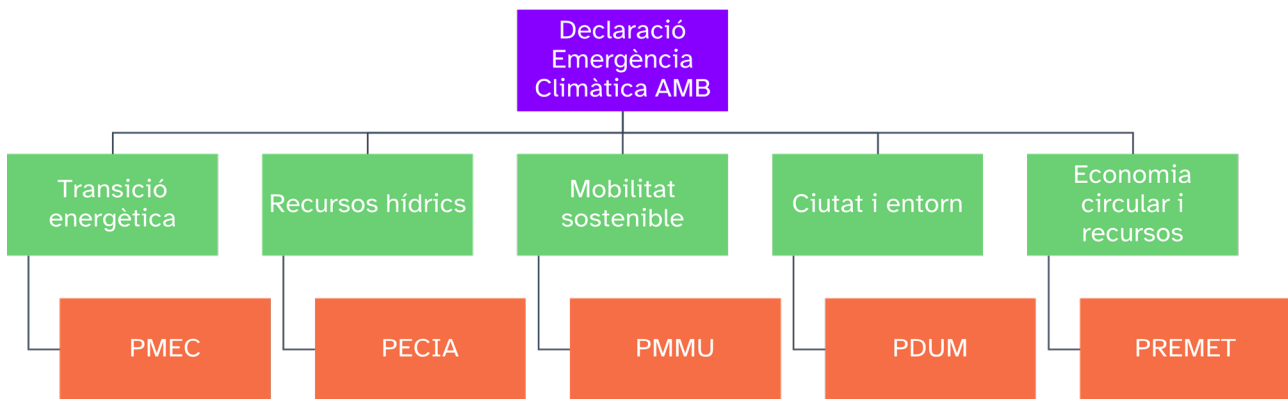 Declaració
Emergència
Climàtica AMB
Transició
energètica
Recursos hídrics
Mobilitat
sostenible
Ciutat i entorn
Economia
circular i
recursos
PMEC
PECIA
PMMU
PDUM
PREMET